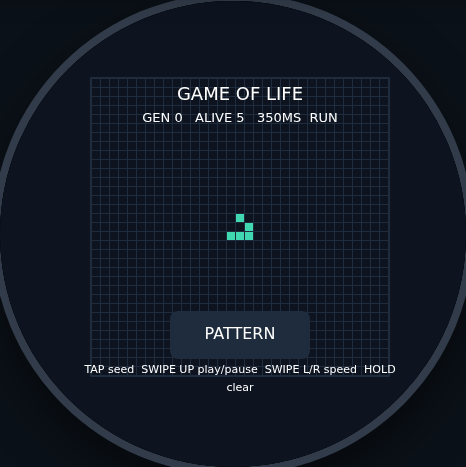 GAME OF LIFE
GEN 0 ALIVE 5 350MS RUN
PATTERN
TAP seed SWIPE UP play/pause SWIPE L/R speed HOLD
clear